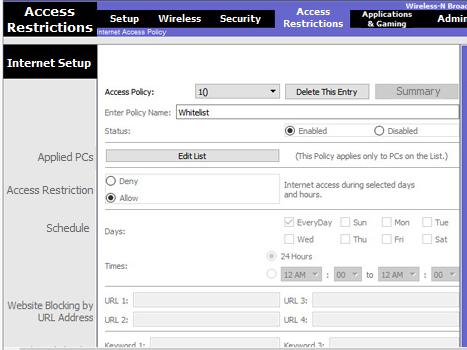 Wireless-N Broa
Access Restrictions
Setup Wireless Security Access Restrictions Applications & Gaming Admi
Internet Access Policy
Internet Setup
Access Policy: 1() Delete This Entry Summary
Enter Policy Name: Whitelist
Status: Enabled Disabled
Applied PCs Edit List (This Policy applies only to PCs on the List.)
Access Restriction Deny Allow Internet access during selected days and hours.
Schedule
Days: EveryDay Sun Mon Tue
Wed Thu Fri Sat
Times: 24 Hours
12 AM : 00 to 12 AM : 00
Website Blocking by URL Address
URL 1: URL 3:
URL 2: URL 4:
Keyword 1: Keyword 3: